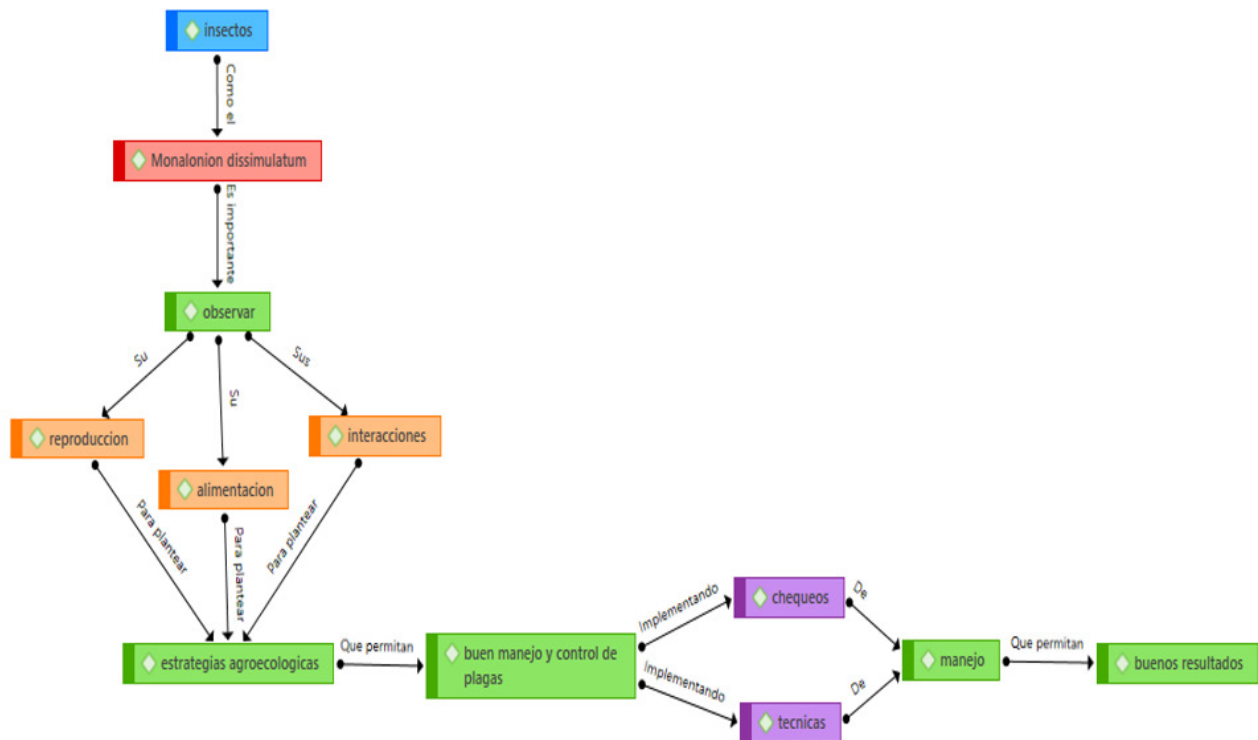 insectos
Como el
Monalonion dissimulatum
Es importante
observar
Su
Su
Sus
reproduccion
alimentacion
interacciones
Para plantear
Para plantear
Para plantear
estrategias agroecologicas
Que permitan
buen manejo y control de
plagas
Implementando
Implementando
chequeos
tecnicas
De
De
manejo
Que permitan
buenos resultados